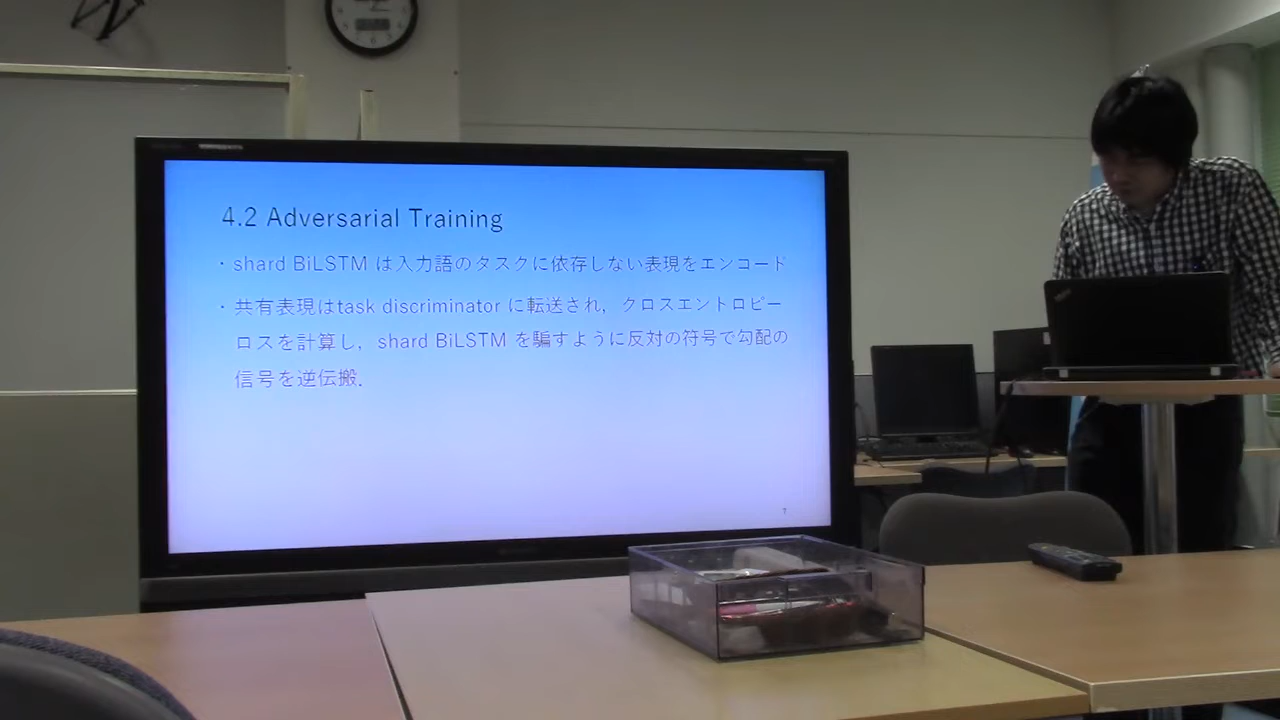 4.2 Adversarial Training
・shard BiLSTM は入力語のタスクに依存しない表現をエンコード
・共有表現はtask discriminator に転送され，クロスエントロピー
ロスを計算し，shard BiLSTM を騙すように反対の符号で勾配の
信号を逆伝搬．